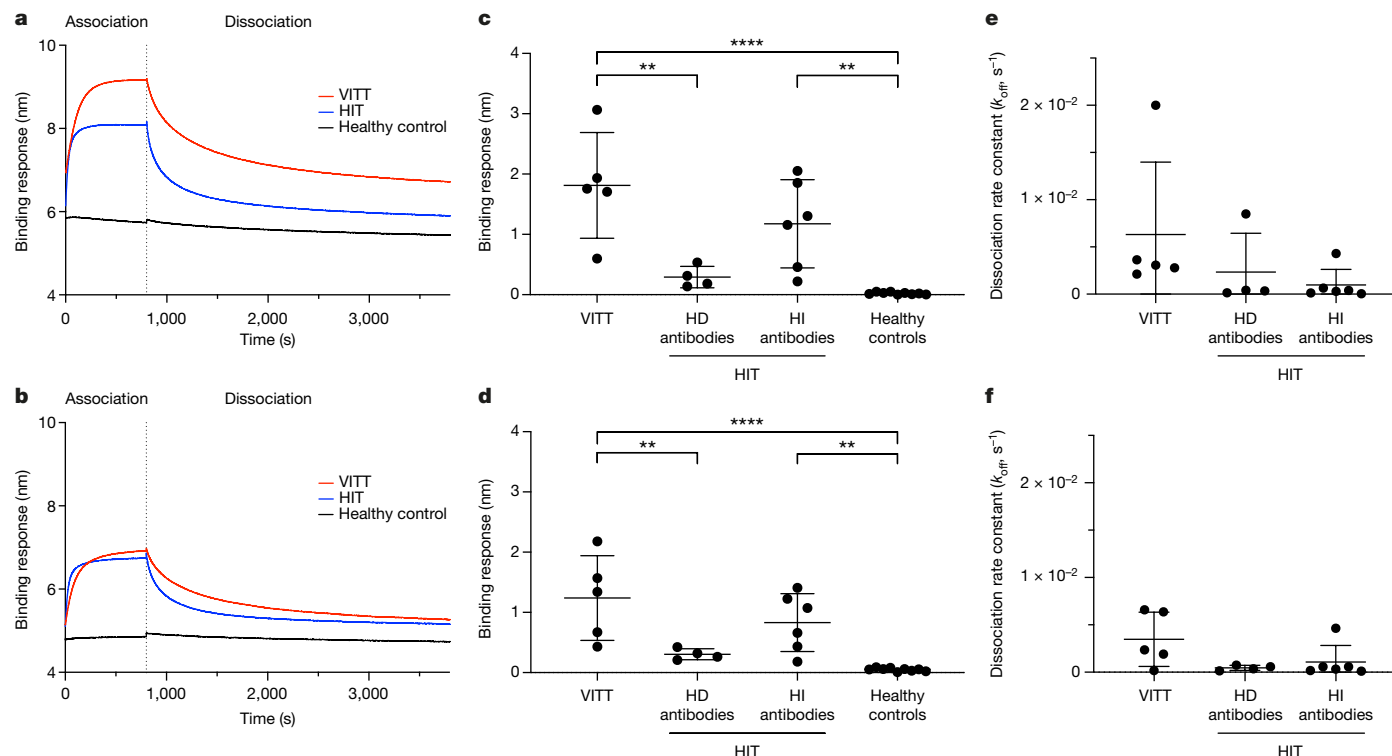 a
Association
Dissociation
10
8
6
4
Binding response (nm)
VITT
HIT
Healthy control
0
1,000
2,000
3,000
Time (s)
b
Association
Dissociation
10
8
6
4
Binding response (nm)
VITT
HIT
Healthy control
0
1,000
2,000
3,000
Time (s)
c
4
3
2
1
0
Binding response (nm)
****
**
**
VITT
HD
antibodies
HI
antibodies
Healthy
controls
HIT
d
4
3
2
1
0
Binding response (nm)
****
**
**
VITT
HD
antibodies
HI
antibodies
Healthy
controls
HIT
e
2 × 10⁻²
1 × 10⁻²
0
Dissociation rate constant (k_off, s⁻¹)
VITT
HD
antibodies
HI
antibodies
HIT
f
2 × 10⁻²
1 × 10⁻²
0
Dissociation rate constant (k_off, s⁻¹)
VITT
HD
antibodies
HI
antibodies
HIT